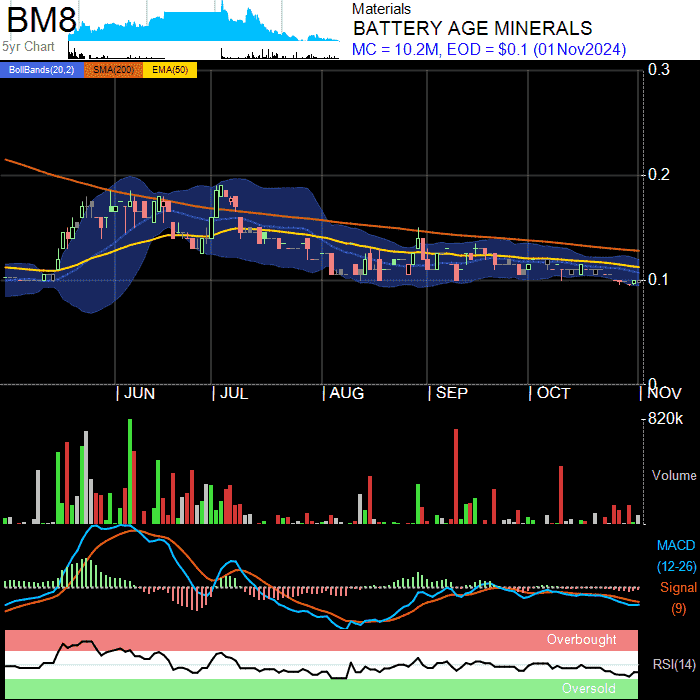 BM8
5yr Chart
Materials
BATTERY AGE MINERALS
MC = 10.2M, EOD = $0.1 (01Nov2024)
BollBands(20,2) SMA(200) EMA(50)
0.3
0.2
0.1
0
JUN JUL AUG SEP OCT NOV
820k
Volume
MACD
(12-26)
Signal
(9)
Overbought
RSI(14)
Oversold